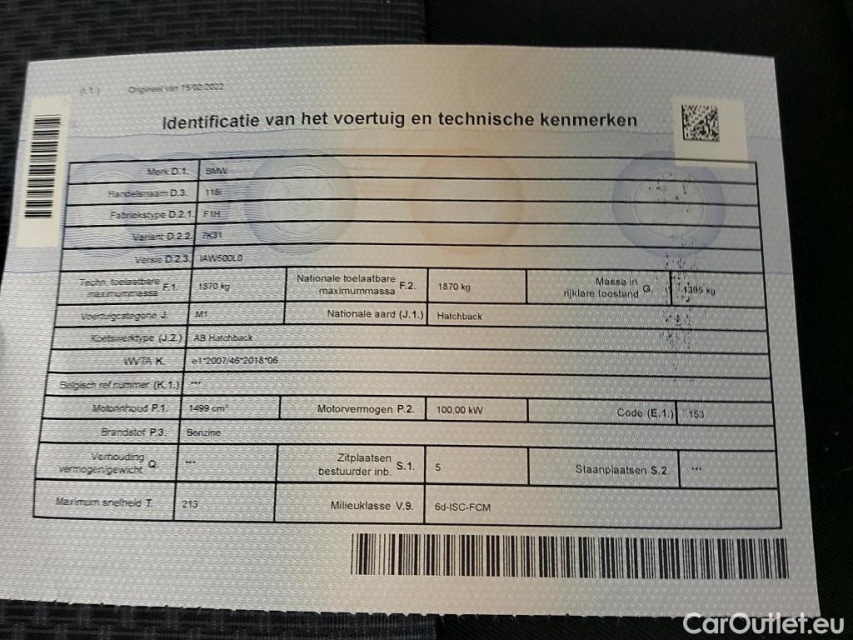 (I.1.) Origineel van 15/02/2022
Identificatie van het voertuig en technische kenmerken
Merk D.1. BMW
Handelsnaam D.3. 118i
Fabriekstype D.2.1. F1H
Variant D.2.2. 7K31
Versie D.2.3. IAW500L0
Techn. toelaatbare maximummassa F.1. 1870 kg Nationale toelaatbare maximummassa F.2. 1870 kg Massa in rijklare toestand G. 1395 kg
Voertuigcategorie J. M1 Nationale aard (J.1.) Hatchback
Koetswerktype (J.2.) AB Hatchback
WVTA K. e1*2007/46*2018*06
Belgisch ref.nummer (K.1.) ---
Motorinhoud P.1. 1499 cm³ Motorvermogen P.2. 100,00 kW Code (E.1.) 153
Brandstof P.3. Benzine
Verhouding vermogen/gewicht Q. --- Zitplaatsen bestuurder inb. S.1. 5 Staanplaatsen S.2. ---
Maximum snelheid T. 213 Milieuklasse V.9. 6d-ISC-FCM
CarOutlet.eu